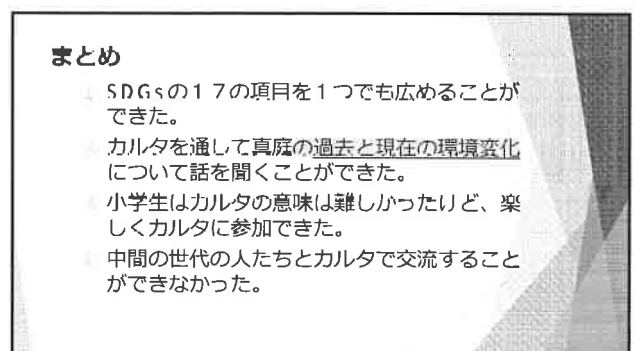 まとめ
SDGsの17の項目を1つでも広めることが
できた。
カルタを通して真庭の過去と現在の環境変化
について話を聞くことができた。
小学生はカルタの意味は難しかったけど、楽
しくカルタに参加できた。
中間の世代の人たちとカルタで交流すること
ができなかった。